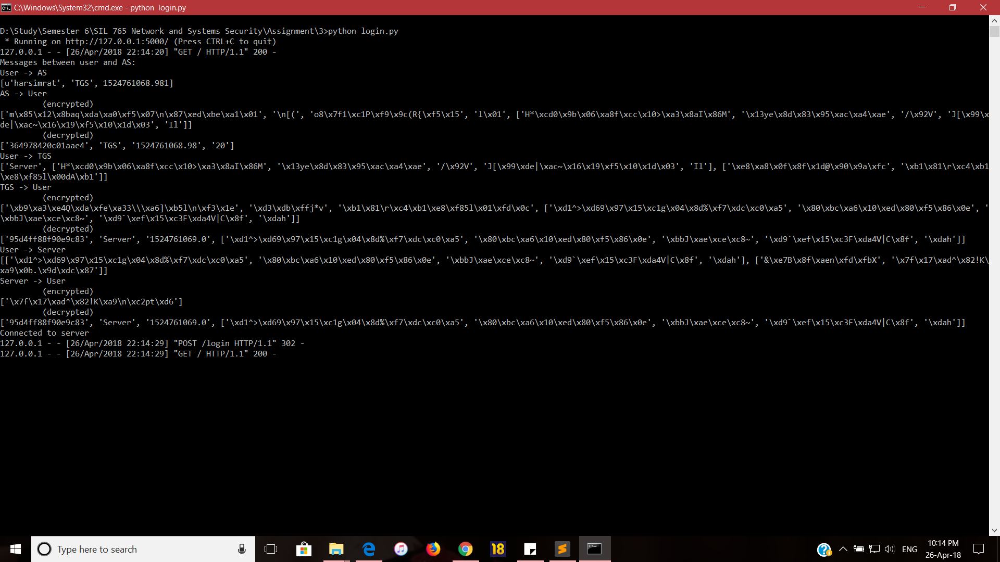 C:\Windows\System32\cmd.exe - python  login.py
D:\Study\Semester 6\SIL 765 Network and Systems Security\Assignment\3>python login.py
 * Running on http://127.0.0.1:5000/ (Press CTRL+C to quit)
127.0.0.1 - - [26/Apr/2018 22:14:20] "GET / HTTP/1.1" 200 -
Messages between user and AS:
User -> AS
[u'harsimrat', 'TGS', 1524761068.981]
AS -> User
         (encrypted)
['m\x85\x12\x8baq\xda\xa0\xf5\x07\n\x87\xed\xbe\xa1\x01', '\n[(', 'o8\x7f1\xc1P\xf9\x9c(R{\xf5\x15', 'l\x01', ['H*\xcd0\x9b\x06\xa8f\xcc\x10>\xa3\x8aI\x86M', '\x13ye\x8d\x83\x95\xac\xa4\xae', '/\x92V', 'J[\x99\x
de|\xac~\x16\x19\xf5\x10\x1d\x03', 'Il']]
         (decrypted)
['364978420c01aae4', 'TGS', '1524761068.98', '20']
User -> TGS
['Server', ['H*\xcd0\x9b\x06\xa8f\xcc\x10>\xa3\x8aI\x86M', '\x13ye\x8d\x83\x95\xac\xa4\xae', '/\x92V', 'J[\x99\xde|\xac~\x16\x19\xf5\x10\x1d\x03', 'Il'], ['\xe8\xa8\x0f\x8f\x1d@\x90\x9a\xfc', '\xb1\x81\r\xc4\xb1
\xe8\xf85l\x00dA\xb1']]
TGS -> User
         (encrypted)
['\xb9\xa3\xe4Q\xda\xfe\xa33\\\xa6]\xb5l\n\xf3\x1e', '\xd3\xdb\xffj*v', '\xb1\x81\r\xc4\xb1\xe8\xf85l\x01\xfd\x0c', ['\xd1^>\xd69\x97\x15\xc1g\x04\x8d%\xf7\xdc\xc0\xa5', '\x80\xbc\xa6\x10\xed\x80\xf5\x86\x0e', '
\xbbJ\xae\xce\xc8~', '\xd9`\xef\x15\xc3F\xda4V|C\x8f', '\xdah']]
         (decrypted)
['95d4ff88f90e9c83', 'Server', '1524761069.0', ['\xd1^>\xd69\x97\x15\xc1g\x04\x8d%\xf7\xdc\xc0\xa5', '\x80\xbc\xa6\x10\xed\x80\xf5\x86\x0e', '\xbbJ\xae\xce\xc8~', '\xd9`\xef\x15\xc3F\xda4V|C\x8f', '\xdah']]
User -> Server
[['\xd1^>\xd69\x97\x15\xc1g\x04\x8d%\xf7\xdc\xc0\xa5', '\x80\xbc\xa6\x10\xed\x80\xf5\x86\x0e', '\xbbJ\xae\xce\xc8~', '\xd9`\xef\x15\xc3F\xda4V|C\x8f', '\xdah'], ['&\xe7B\x8f\xaen\xfd\xfbX', '\x7f\x17\xad^\x82!K\
xa9\x0b.\x9d\xdc\x87']]
Server -> User
         (encrypted)
['\x7f\x17\xad^\x82!K\xa9\n\xc2pt\xd6']
         (decrypted)
['95d4ff88f90e9c83', 'Server', '1524761069.0', ['\xd1^>\xd69\x97\x15\xc1g\x04\x8d%\xf7\xdc\xc0\xa5', '\x80\xbc\xa6\x10\xed\x80\xf5\x86\x0e', '\xbbJ\xae\xce\xc8~', '\xd9`\xef\x15\xc3F\xda4V|C\x8f', '\xdah']]
Connected to server
127.0.0.1 - - [26/Apr/2018 22:14:29] "POST /login HTTP/1.1" 302 -
127.0.0.1 - - [26/Apr/2018 22:14:29] "GET / HTTP/1.1" 200 -
Type here to search
18
ENG
10:14 PM
26-Apr-18